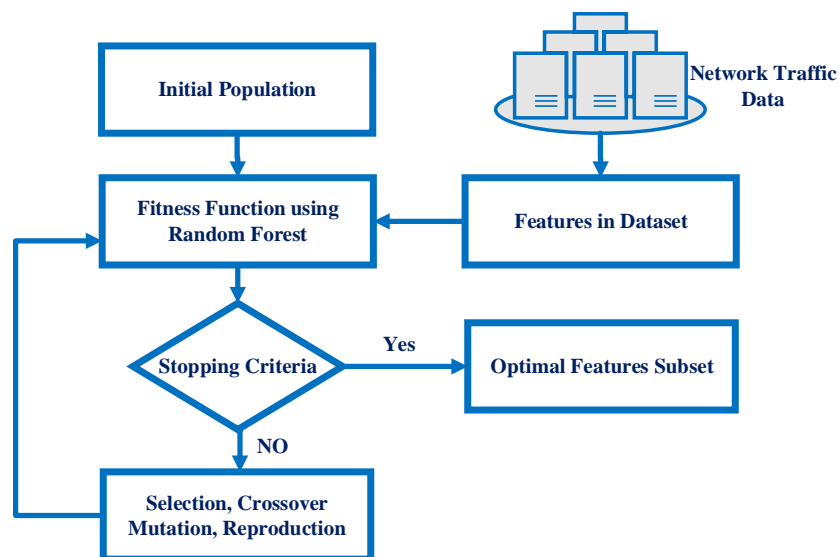 Initial Population
Network Traffic
Data
Fitness Function using
Random Forest
Features in Dataset
Stopping Criteria
Yes
Optimal Features Subset
NO
Selection, Crossover
Mutation, Reproduction